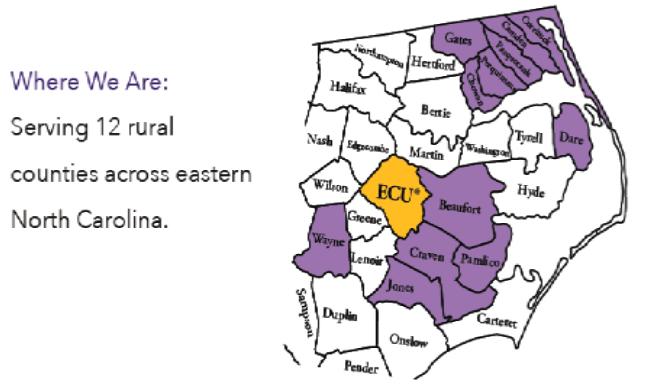 Where We Are:
Serving 12 rural
counties across eastern
North Carolina.
Currituck
Camden
Pasquotank
Perquimans
Gates
Chowan
Northampton
Hertford
Halifax
Bertie
Nash
Edgecombe
Martin
Washington
Tyrell
Dare
Wilson
ECU*
Beaufort
Hyde
Greene
Wayne
Lenoir
Craven
Pamlico
Jones
Sampson
Duplin
Onslow
Carteret
Pender